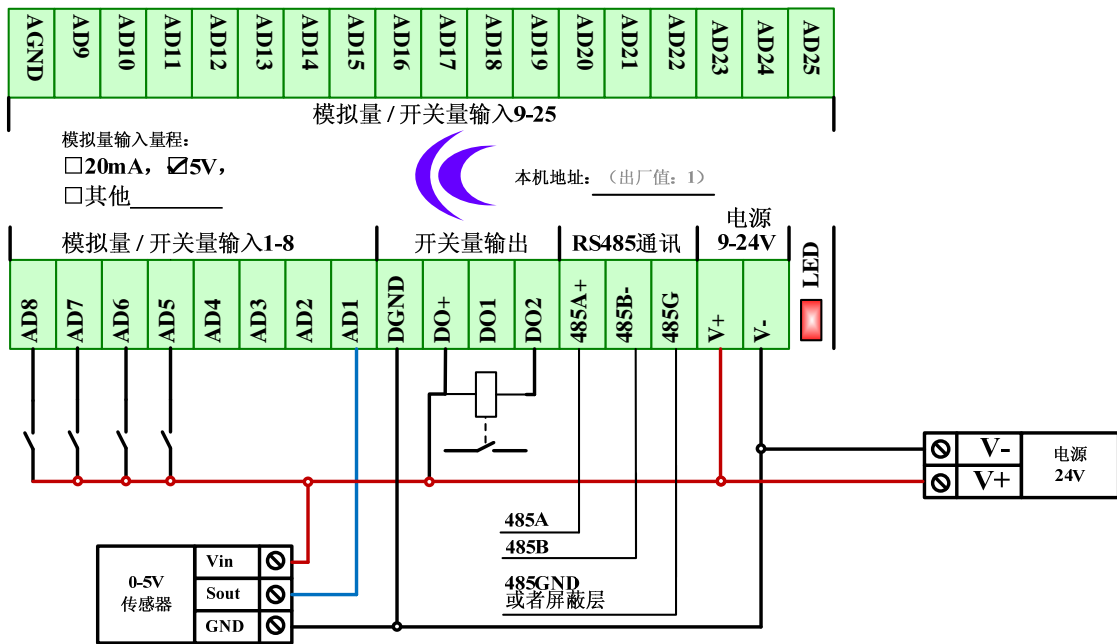 AGND AD9 AD10 AD11 AD12 AD13 AD14 AD15 AD16 AD17 AD18 AD19 AD20 AD21 AD22 AD23 AD24 AD25
模拟量 / 开关量输入9-25
模拟量输入量程：
□20mA，☑5V，
□其他
本机地址：（出厂值：1）
电源
9-24V
模拟量 / 开关量输入1-8
开关量输出
RS485通讯
LED
AD8 AD7 AD6 AD5 AD4 AD3 AD2 AD1 DGND DO+ DO1 DO2 485A+ 485B- 485G V+ V-
V-
V+
电源
24V
485A
485B
485GND
或者屏蔽层
0-5V
传感器
Vin
Sout
GND